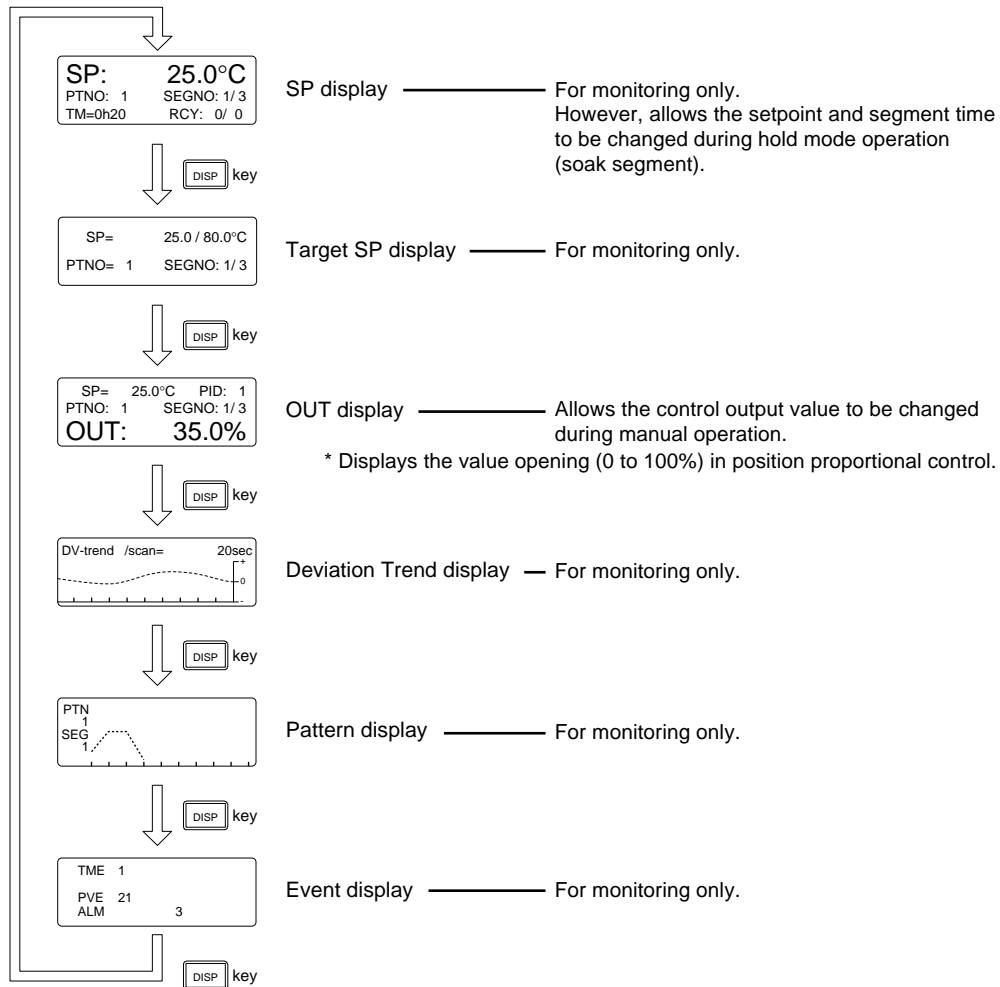 SP: 25.0°C
PTNO: 1 SEGNO: 1/ 3
TM=0h20 RCY: 0/ 0
SP display
For monitoring only.
However, allows the setpoint and segment time
to be changed during hold mode operation
(soak segment).
DISP key
SP= 25.0 / 80.0°C
PTNO= 1 SEGNO: 1/ 3
Target SP display
For monitoring only.
DISP key
SP= 25.0°C PID: 1
PTNO: 1 SEGNO: 1/ 3
OUT: 35.0%
OUT display
Allows the control output value to be changed
during manual operation.
* Displays the value opening (0 to 100%) in position proportional control.
DISP key
DV-trend /scan= 20sec
+
0
-
Deviation Trend display
For monitoring only.
DISP key
PTN
1
SEG
1
Pattern display
For monitoring only.
DISP key
TME 1
PVE 21
ALM 3
Event display
For monitoring only.
DISP key